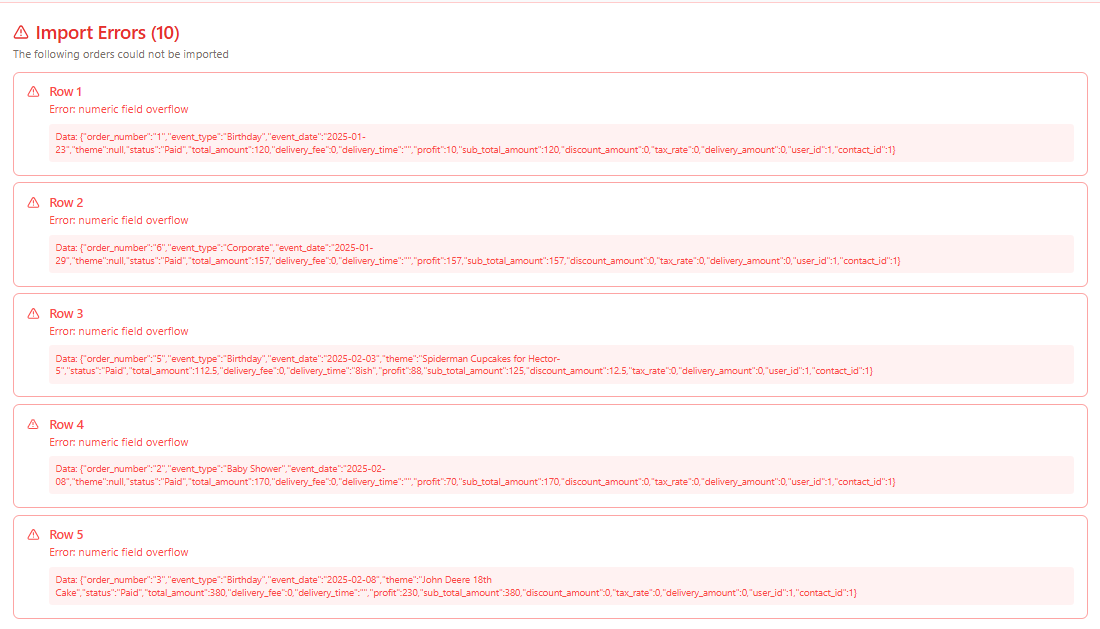 Import Errors (10)
The following orders could not be imported
Row 1
Error: numeric field overflow
Data: {"order_number":"1","event_type":"Birthday","event_date":"2025-01-
23","theme":null,"status":"Paid","total_amount":120,"delivery_fee":0,"delivery_time":"","profit":10,"sub_total_amount":120,"discount_amount":0,"tax_rate":0,"delivery_amount":0,"user_id":1,"contact_id":1}
Row 2
Error: numeric field overflow
Data: {"order_number":"6","event_type":"Corporate","event_date":"2025-01-
29","theme":null,"status":"Paid","total_amount":157,"delivery_fee":0,"delivery_time":"","profit":157,"sub_total_amount":157,"discount_amount":0,"tax_rate":0,"delivery_amount":0,"user_id":1,"contact_id":1}
Row 3
Error: numeric field overflow
Data: {"order_number":"5","event_type":"Birthday","event_date":"2025-02-03","theme":"Spiderman Cupcakes for Hector-
5","status":"Paid","total_amount":112.5,"delivery_fee":0,"delivery_time":"8ish","profit":88,"sub_total_amount":125,"discount_amount":12.5,"tax_rate":0,"delivery_amount":0,"user_id":1,"contact_id":1}
Row 4
Error: numeric field overflow
Data: {"order_number":"2","event_type":"Baby Shower","event_date":"2025-02-
08","theme":null,"status":"Paid","total_amount":170,"delivery_fee":0,"delivery_time":"","profit":70,"sub_total_amount":170,"discount_amount":0,"tax_rate":0,"delivery_amount":0,"user_id":1,"contact_id":1}
Row 5
Error: numeric field overflow
Data: {"order_number":"3","event_type":"Birthday","event_date":"2025-02-08","theme":"John Deere 18th
Cake","status":"Paid","total_amount":380,"delivery_fee":0,"delivery_time":"","profit":230,"sub_total_amount":380,"discount_amount":0,"tax_rate":0,"delivery_amount":0,"user_id":1,"contact_id":1}